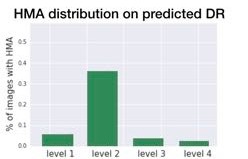 HMA distribution on predicted DR
% of images with HMA
0.5
0.4
0.3
0.2
0.1
0.0
level 1 level 2 level 3 level 4